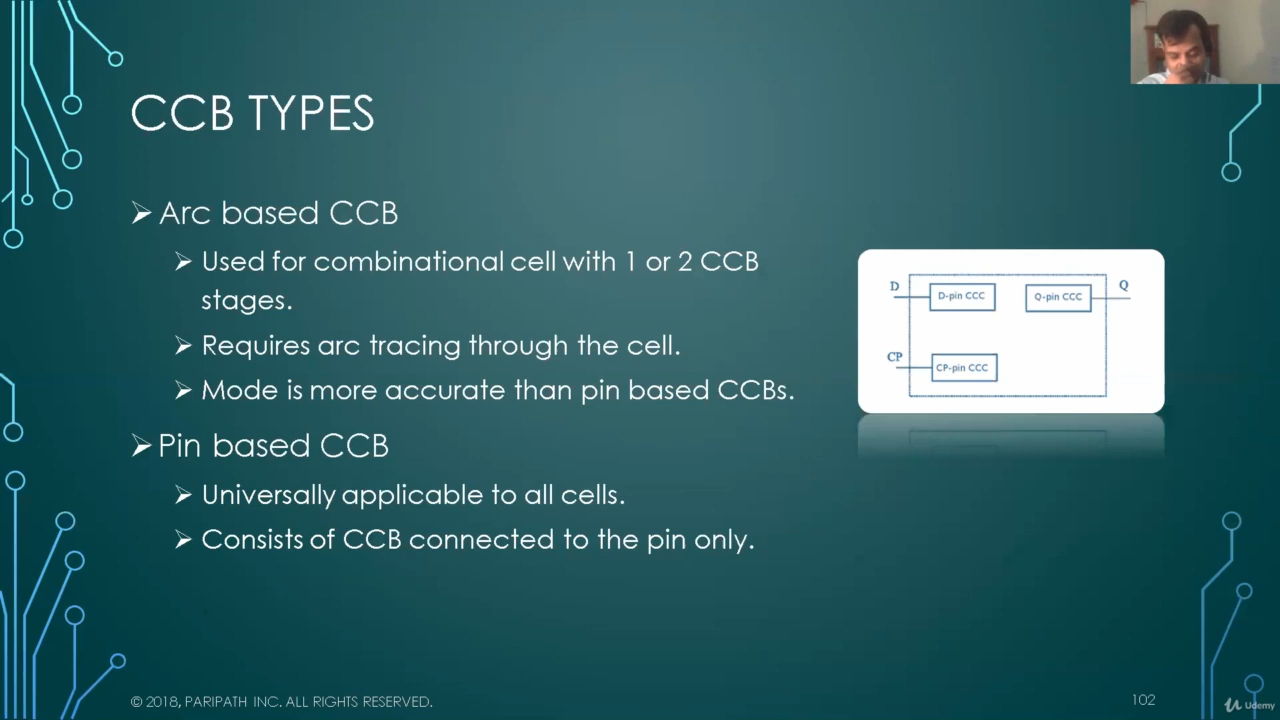 CCB TYPES
Arc based CCB
Used for combinational cell with 1 or 2 CCB
stages.
Requires arc tracing through the cell.
Mode is more accurate than pin based CCBs.
Pin based CCB
Universally applicable to all cells.
Consists of CCB connected to the pin only.
D
D-pin CCC
Q-pin CCC
Q
CP
CP-pin CCC
© 2018, PARIPATH INC. ALL RIGHTS RESERVED.
102
Udemy